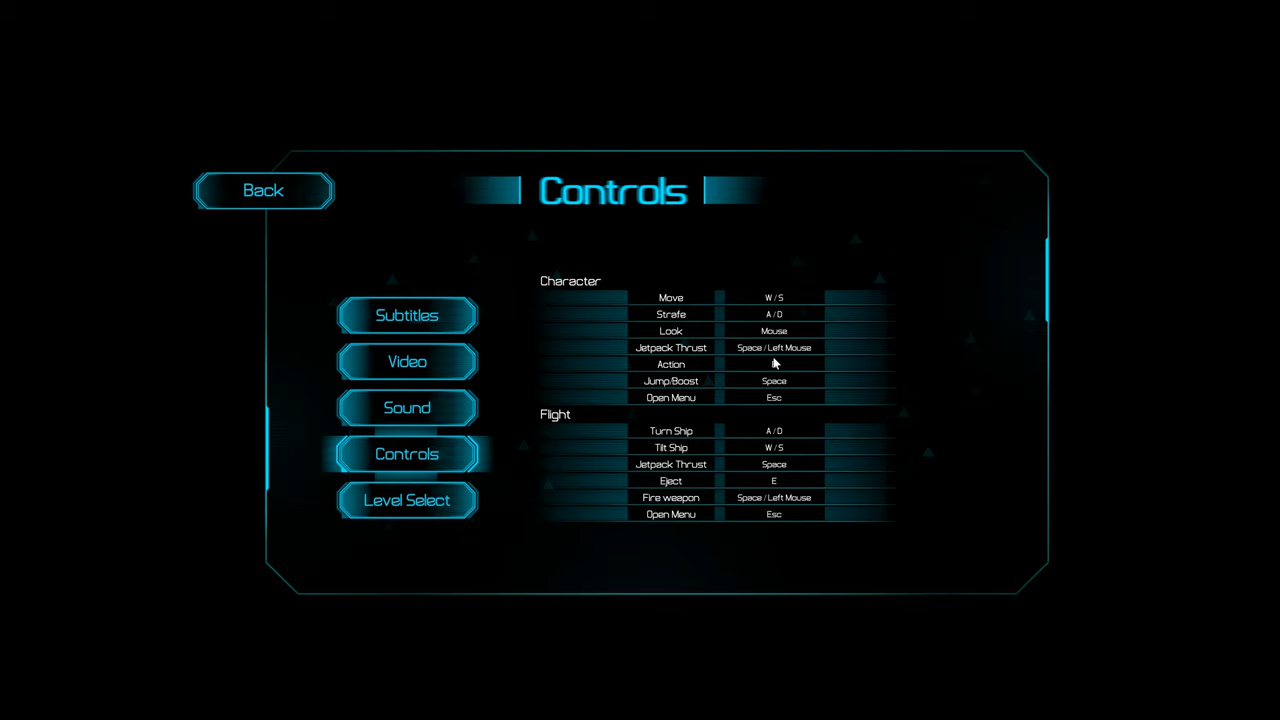 Back
Controls
Character
Subtitles
Video
Sound
Controls
Level Select
Move W / S
Strafe A / D
Look Mouse
Jetpack Thrust Space / Left Mouse
Action
Jump/Boost Space
Open Menu Esc
Flight
Turn Ship A / D
Tilt Ship W / S
Jetpack Thrust Space
Eject E
Fire weapon Space / Left Mouse
Open Menu Esc